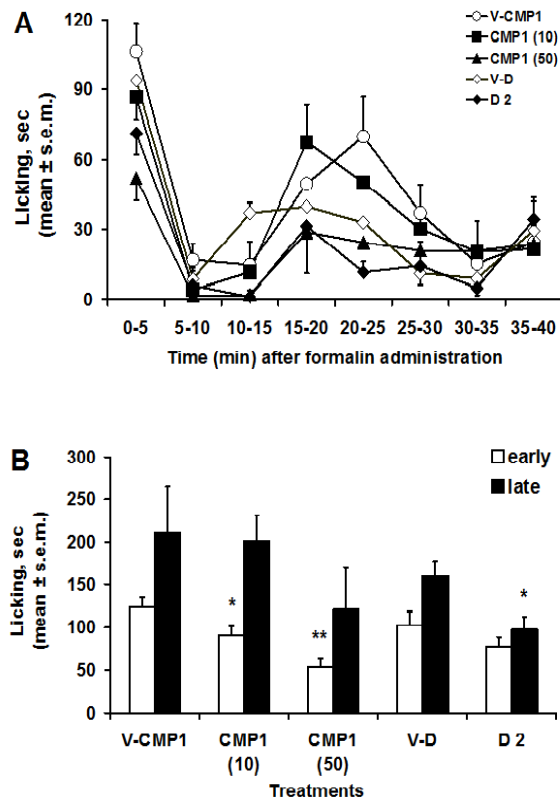 A
V-CMP1
CMP1 (10)
CMP1 (50)
V-D
D 2
Licking, sec
(mean ± s.e.m.)
120
90
60
30
0
0-5 5-10 10-15 15-20 20-25 25-30 30-35 35-40
Time (min) after formalin administration
B
early
late
Licking, sec
(mean ± s.e.m.)
300
250
200
150
100
50
0
* ** *
V-CMP1 CMP1 CMP1 V-D D 2
(10) (50)
Treatments